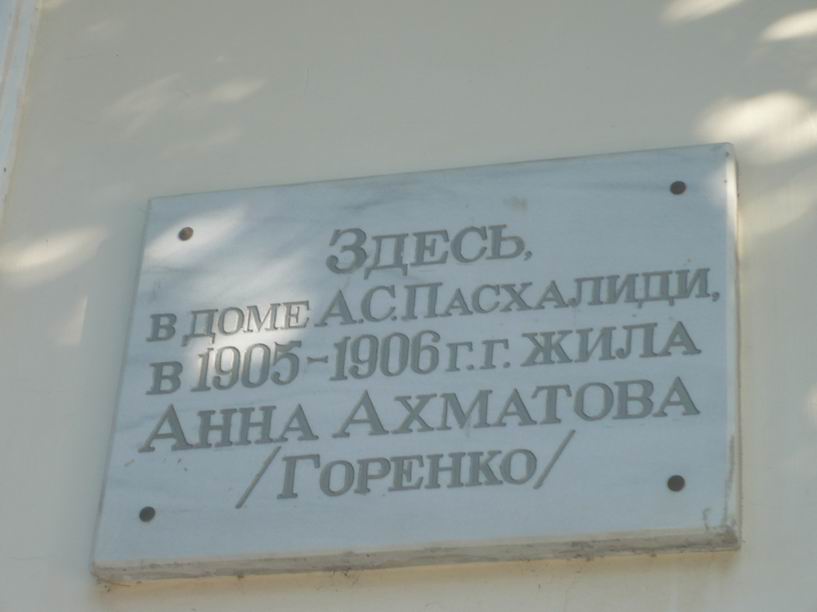 Здесь,
в доме А.С.Пасхалиди,
в 1905-1906 г.г. жила
Анна Ахматова
/Горенко/